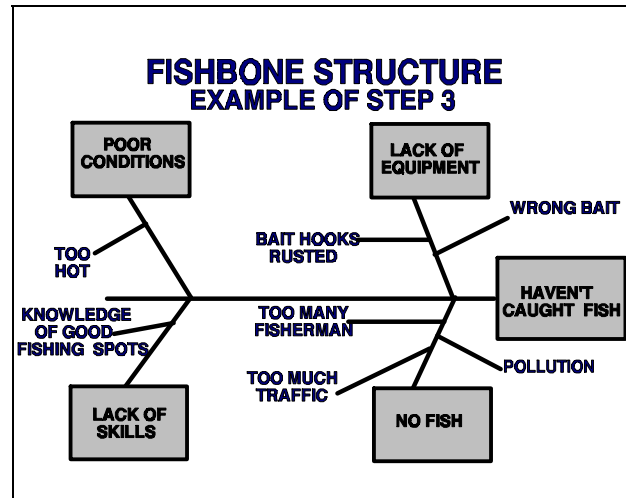 FISHBONE STRUCTURE
EXAMPLE OF STEP 3
POOR
CONDITIONS
LACK OF
EQUIPMENT
WRONG BAIT
BAIT HOOKS
RUSTED
TOO
HOT
HAVEN'T
CAUGHT FISH
KNOWLEDGE
OF GOOD
FISHING SPOTS
TOO MANY
FISHERMAN
POLLUTION
TOO MUCH
TRAFFIC
LACK OF
SKILLS
NO FISH